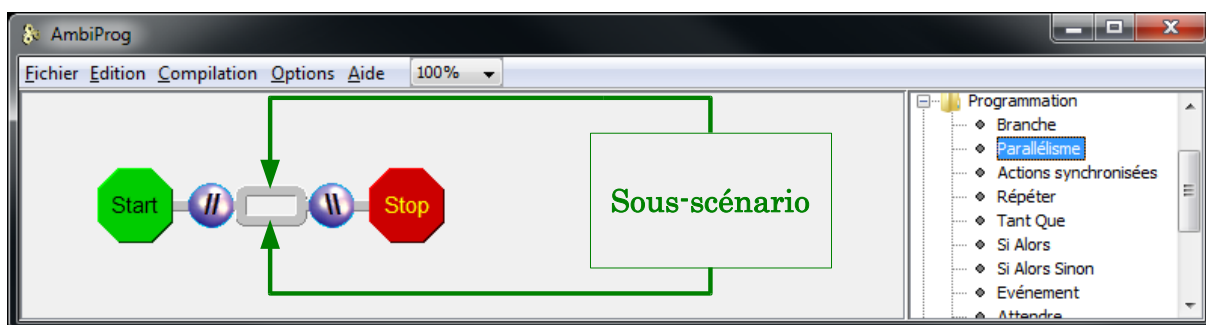 AmbiProg
Fichier Edition Compilation Options Aide 100%
Start // \\ Stop
Sous-scénario
Programmation
Branche
Parallélisme
Actions synchronisées
Répéter
Tant Que
Si Alors
Si Alors Sinon
Evénement
Attendre